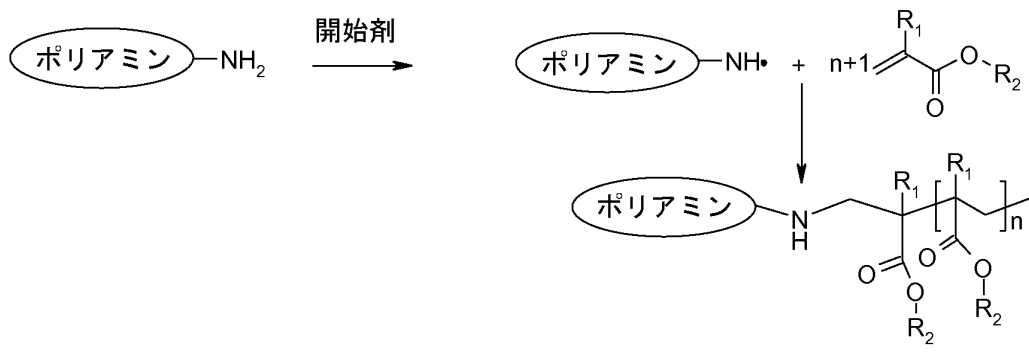 開始剤
ポリアミン NH2
ポリアミン NH• + n+1 R1 O O R2
ポリアミン N H R1 O O R2 R1 n O O R2